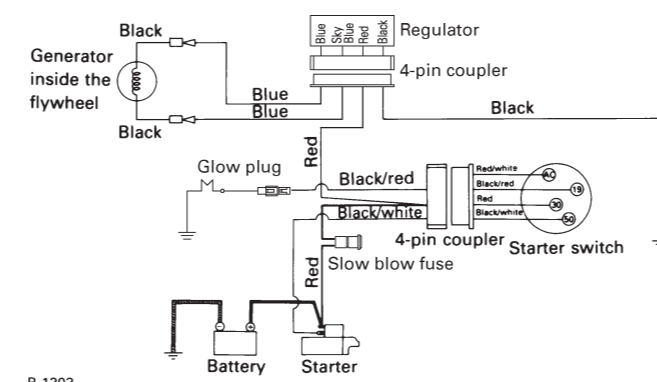 Blue
Sky
Blue
Red
Black
Regulator
4-pin coupler
Black
Generator
inside the
flywheel
Blue
Blue
Black
Black
Red
Glow plug
Black/red
Black/white
Red/white
Black/red
Red
Black/white
AC
19
30
50
4-pin coupler
Starter switch
Slow blow fuse
Red
Battery
Starter